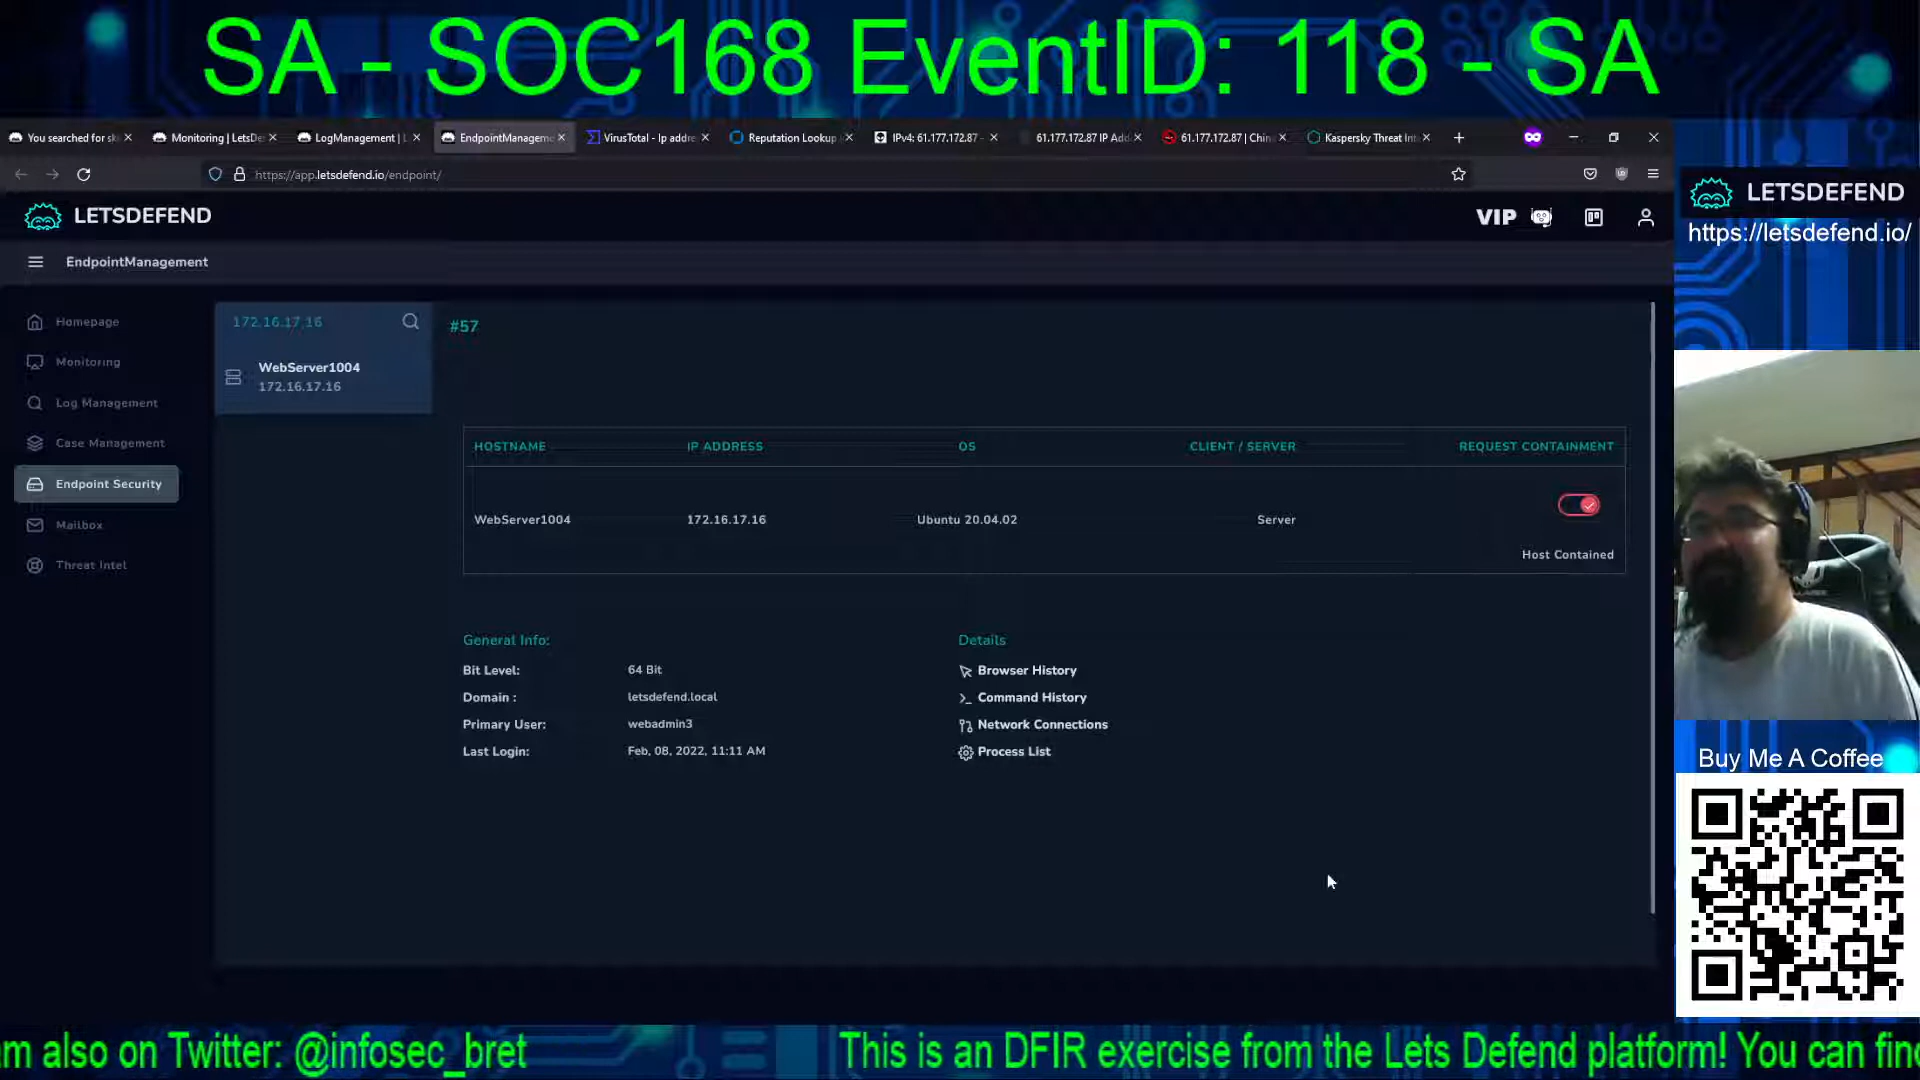 SA - SOC168 EventID: 118 - SA
You searched for sk
Monitoring | LetsDe
LogManagement | L
EndpointManageme
VirusTotal - Ip addre
Reputation Lookup
IPv4: 61.177.172.87 -
61.177.172.87 IP Add
61.177.172.87 | Chin
Kaspersky Threat Int
https://app.letsdefend.io/endpoint/
LETSDEFEND
VIP
LETSDEFEND
https://letsdefend.io/
EndpointManagement
Homepage
Monitoring
Log Management
Case Management
Endpoint Security
Mailbox
Threat Intel
172.16.17.16
WebServer1004
172.16.17.16
#57
HOSTNAME IP ADDRESS OS CLIENT / SERVER REQUEST CONTAINMENT
WebServer1004 172.16.17.16 Ubuntu 20.04.02 Server
Host Contained
General Info:
Bit Level: 64 Bit
Domain : letsdefend.local
Primary User: webadmin3
Last Login: Feb, 08, 2022, 11:11 AM
Details
Browser History
Command History
Network Connections
Process List
Buy Me A Coffee
am also on Twitter: @infosec_bret
This is an DFIR exercise from the Lets Defend platform! You can find